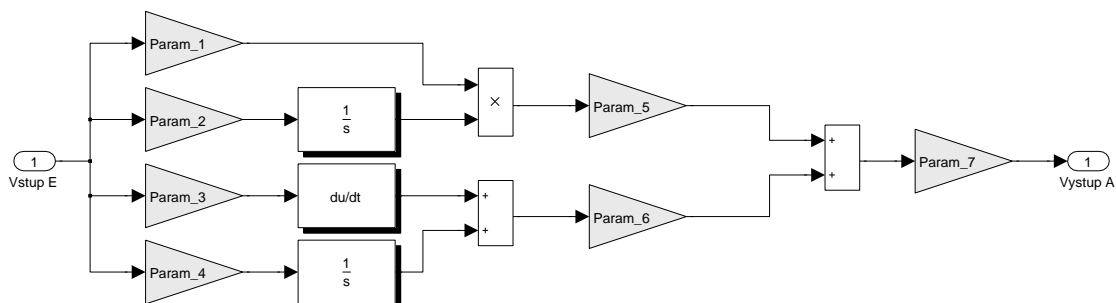 Param_1
Param_2
1
s
×
Param_5
1
Vstup E
Param_3
du/dt
+
+
Param_6
Param_4
1
s
+
+
Param_7
1
Vystup A